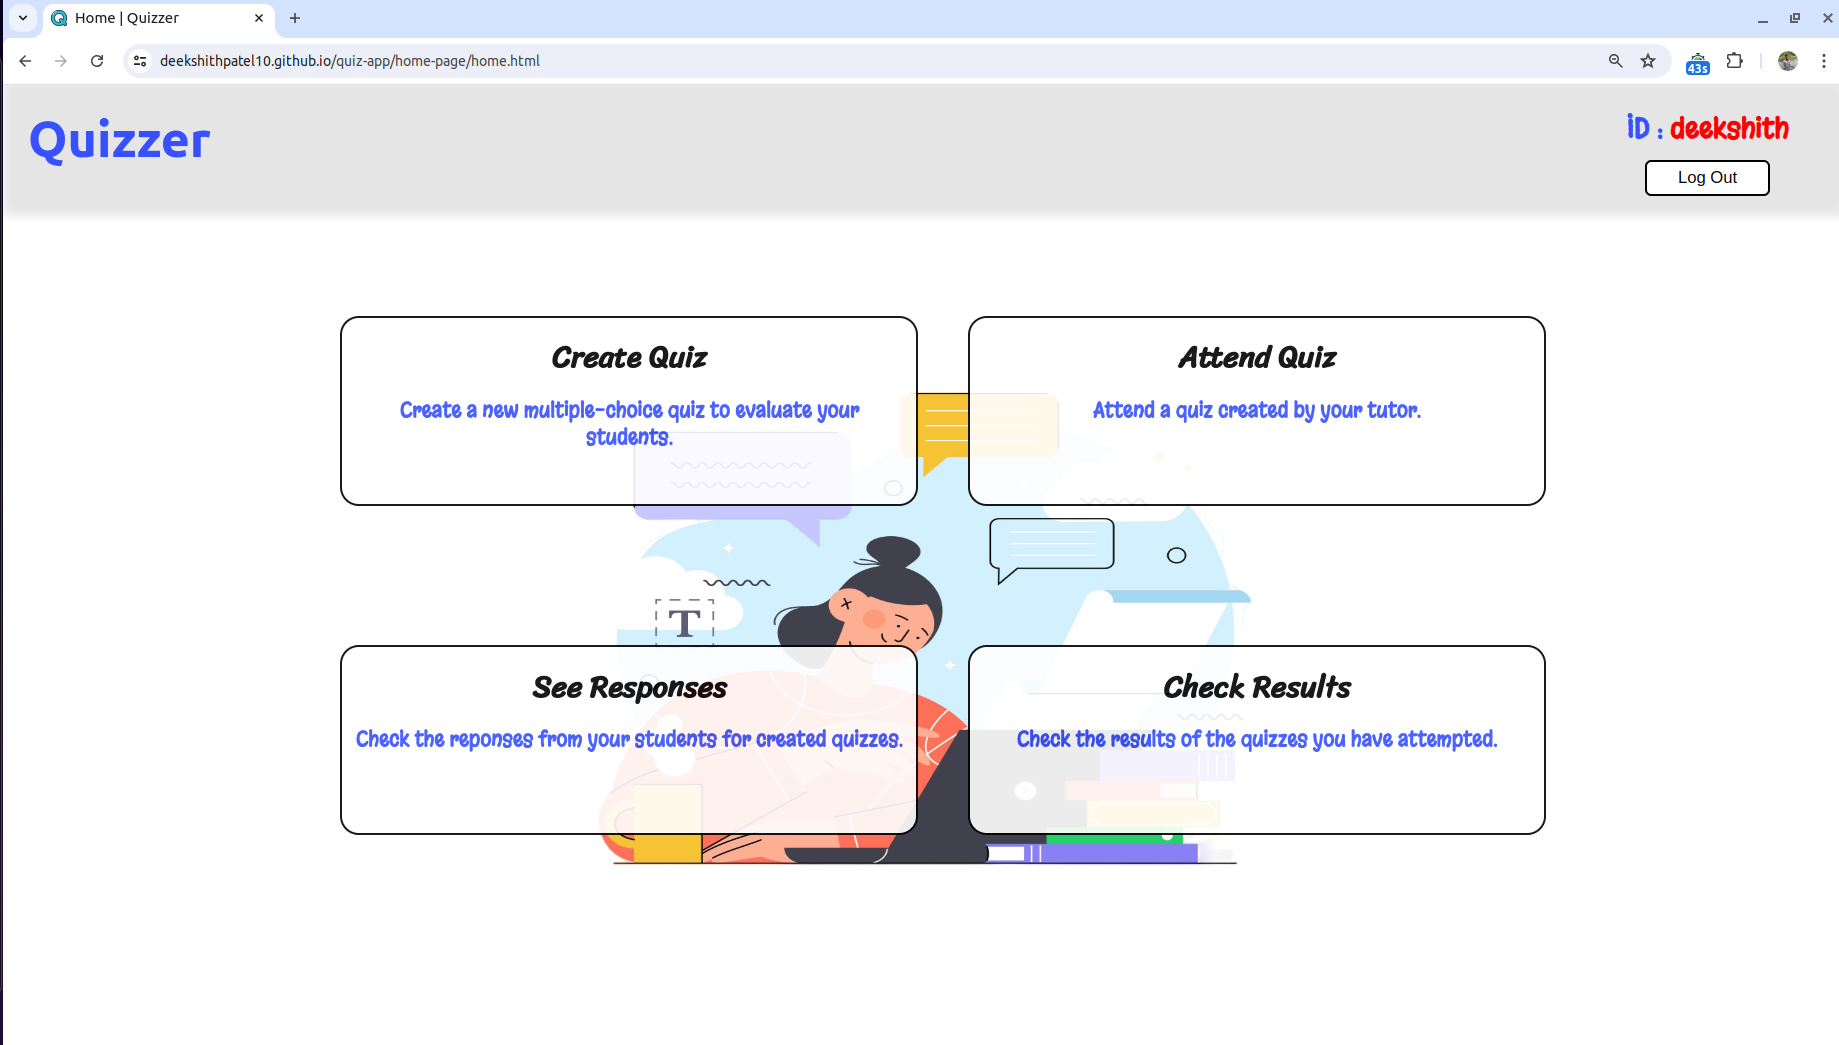 Home | Quizzer
deekshithpatel10.github.io/quiz-app/home-page/home.html
43s
Quizzer
iD : deekshith
Log Out
Create Quiz
Create a new multiple-choice quiz to evaluate your
students.
Attend Quiz
Attend a quiz created by your tutor.
T
See Responses
Check the reponses from your students for created quizzes.
Check Results
Check the results of the quizzes you have attempted.